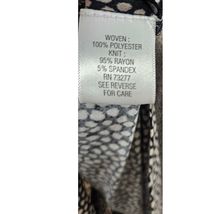 WOVEN :
100% POLYESTER
KNIT :
95% RAYON
5% SPANDEX
RN 73277
SEE REVERSE
FOR CARE